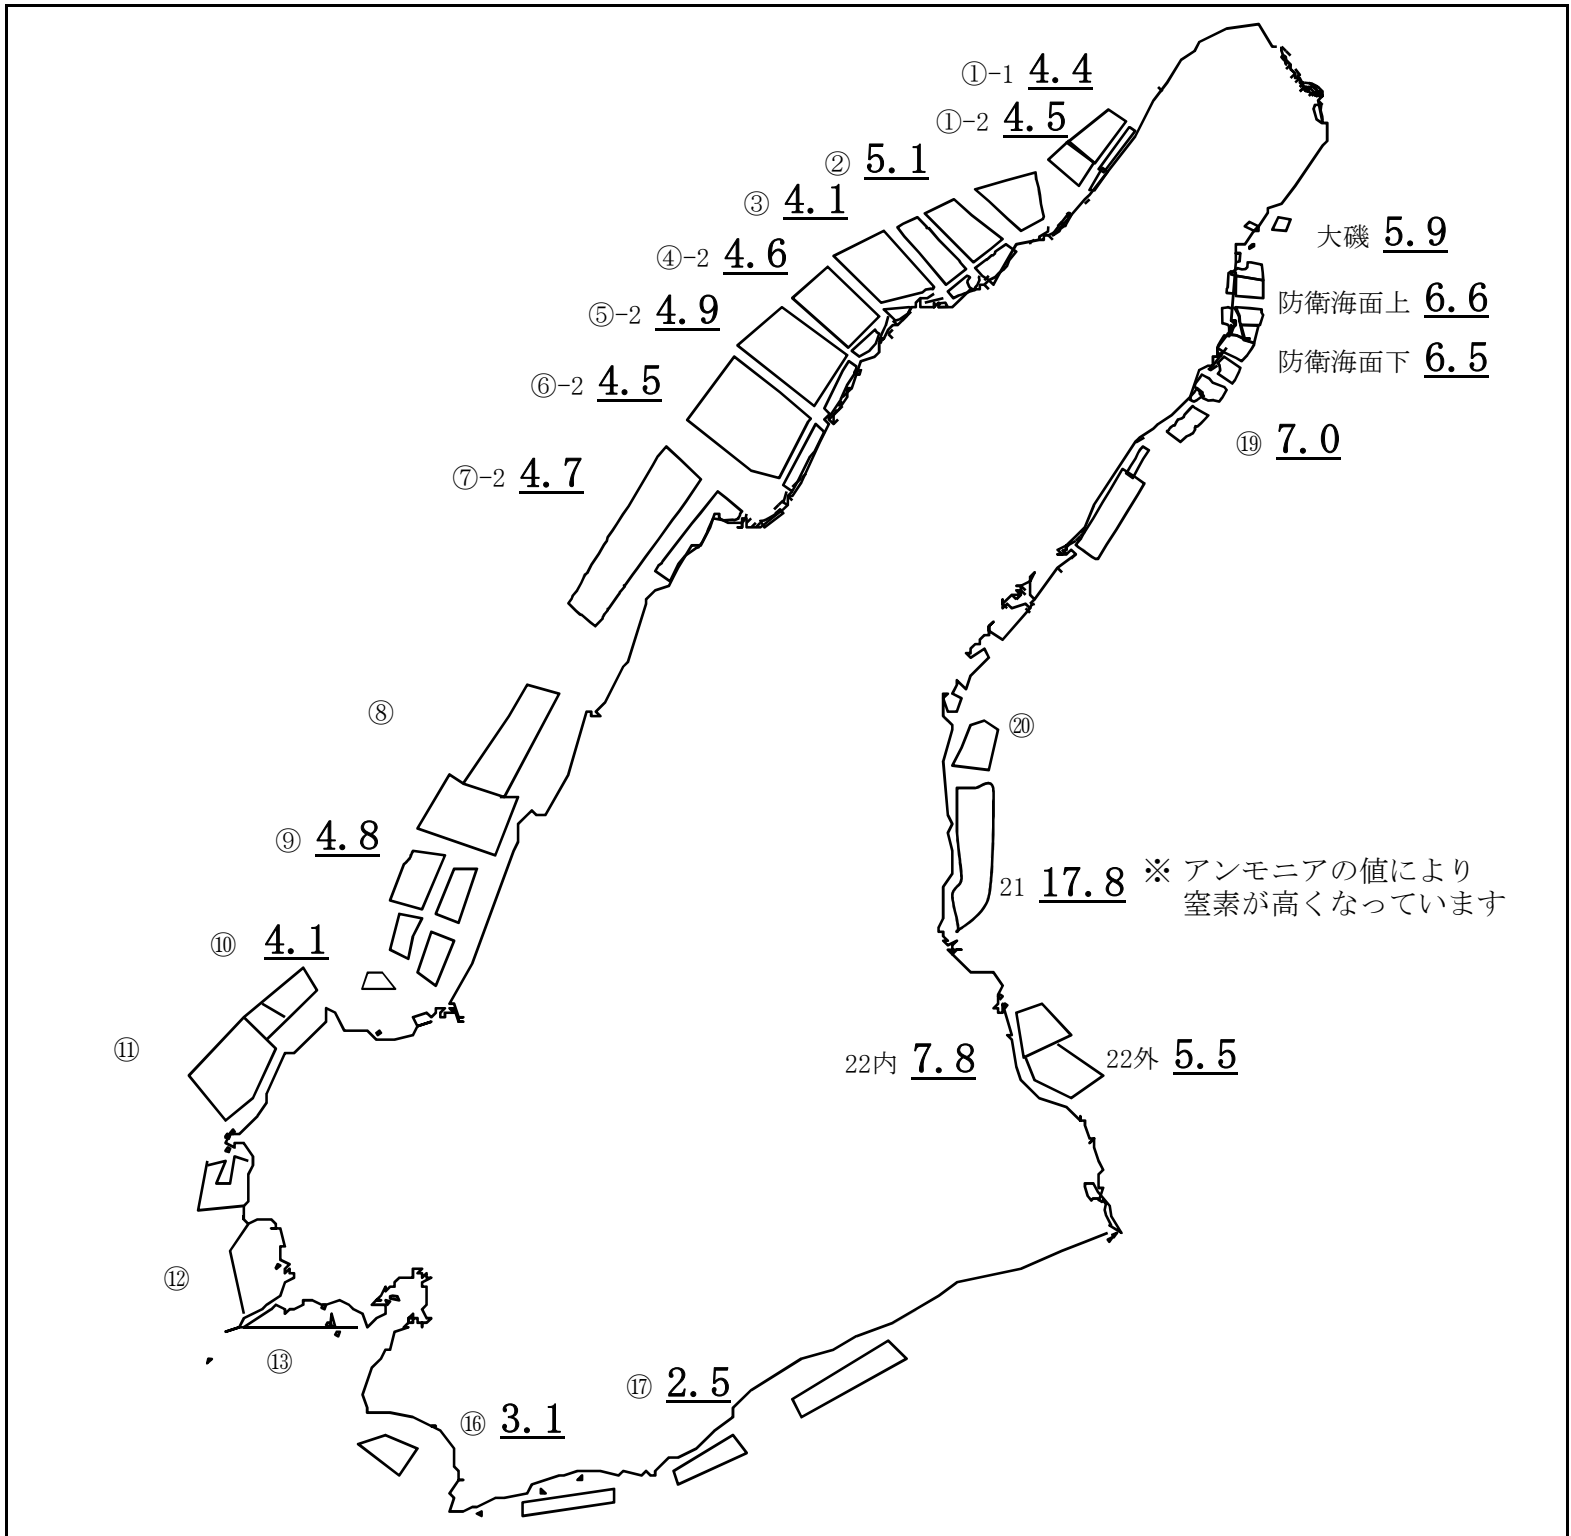 ①-1 4.4
①-2 4.5
② 5.1
③ 4.1
④-2 4.6
⑤-2 4.9
⑥-2 4.5
⑦-2 4.7
⑧
⑨ 4.8
⑩ 4.1
⑪
⑫
⑬
⑯ 3.1
⑰ 2.5
大磯 5.9
防衛海面上 6.6
防衛海面下 6.5
⑲ 7.0
⑳
21 17.8 ※ アンモニアの値により
窒素が高くなっています
22内 7.8
22外 5.5